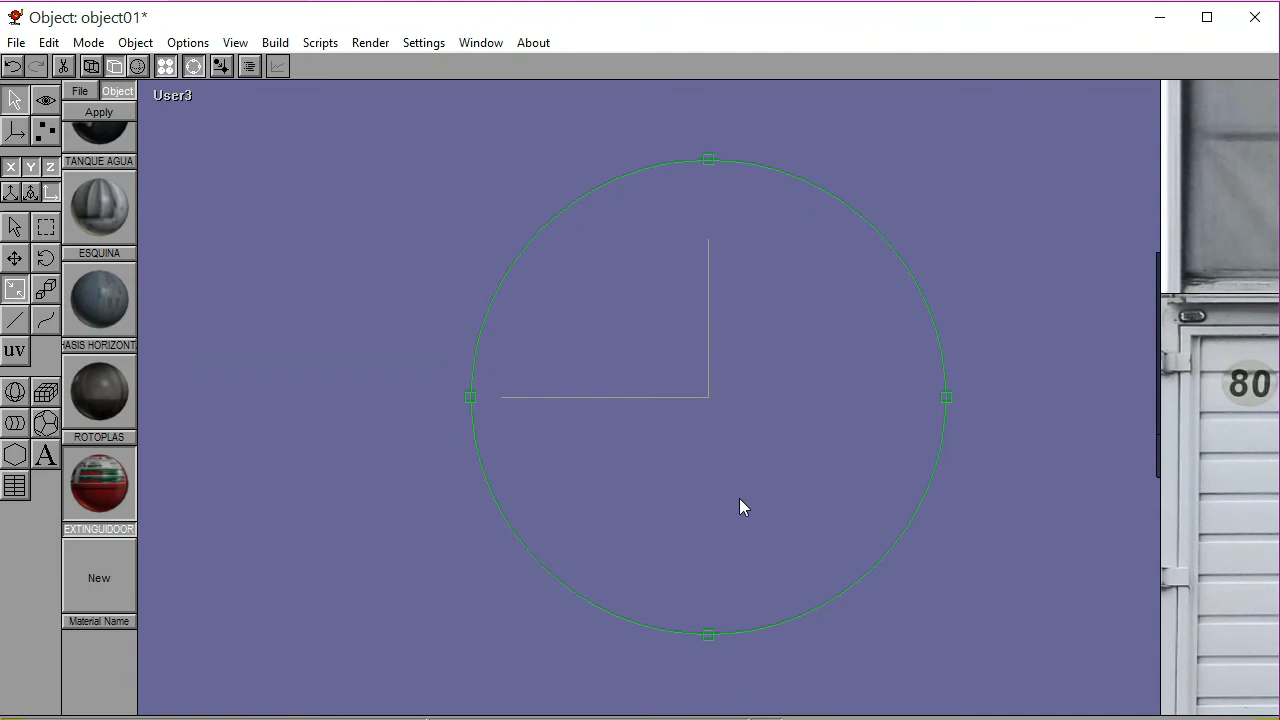 Object: object01*
File Edit Mode Object Options View Build Scripts Render Settings Window About
File Object
Apply
User3
X Y Z
TANQUE AGUA
ESQUINA
HASIS HORIZONT
ROTOPLAS
EXTINGUIDOOR
New
Material Name
uv
A
80